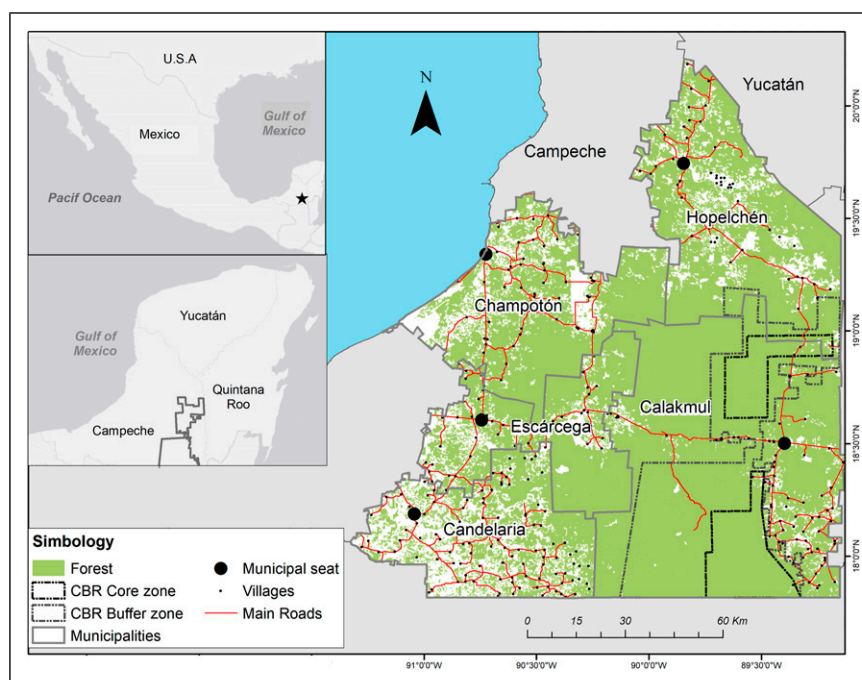 U.S.A
Gulf of
Mexico
Mexico
Pacif Ocean
Yucatán
Gulf of
Mexico
Quintana
Roo
Campeche
N
Yucatán
Campeche
Hopelchén
Champotón
Calakmul
Escárcega
Candelaria
20°0'0"N
19°30'0"N
19°0'0"N
18°30'0"N
18°0'0"N
Simbology
Forest
CBR Core zone
CBR Buffer zone
Municipalities
Municipal seat
Villages
Main Roads
0 15 30 60 Km
91°0'0"W 90°30'0"W 90°0'0"W 89°30'0"W